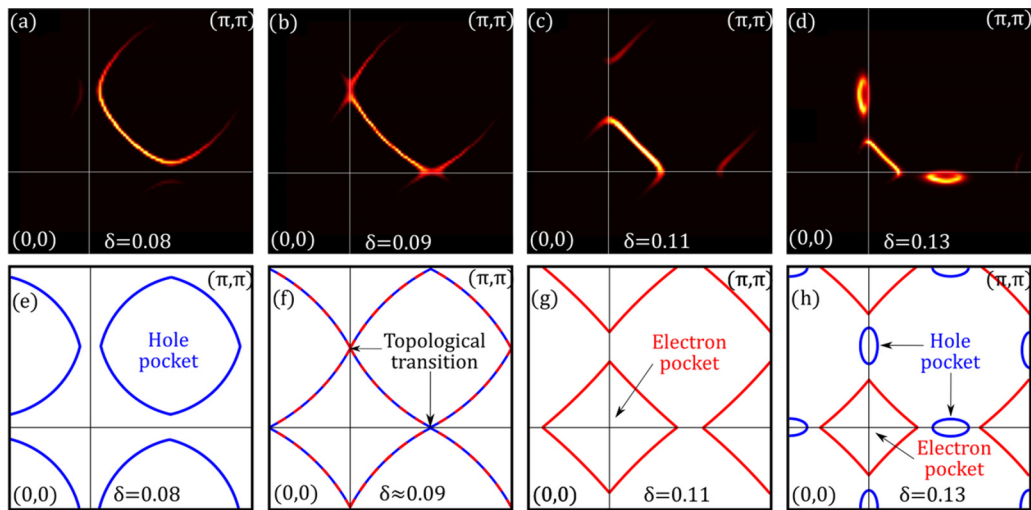 (a)
(π,π)
(0,0)
δ=0.08
(b)
(π,π)
(0,0)
δ=0.09
(c)
(π,π)
(0,0)
δ=0.11
(d)
(π,π)
(0,0)
δ=0.13
(e)
(π,π)
Hole
pocket
(0,0)
δ=0.08
(f)
(π,π)
Topological
transition
(0,0)
δ≈0.09
(g)
(π,π)
Electron
pocket
(0,0)
δ=0.11
(h)
(π,π)
Hole
pocket
Electron
pocket
(0,0)
δ=0.13